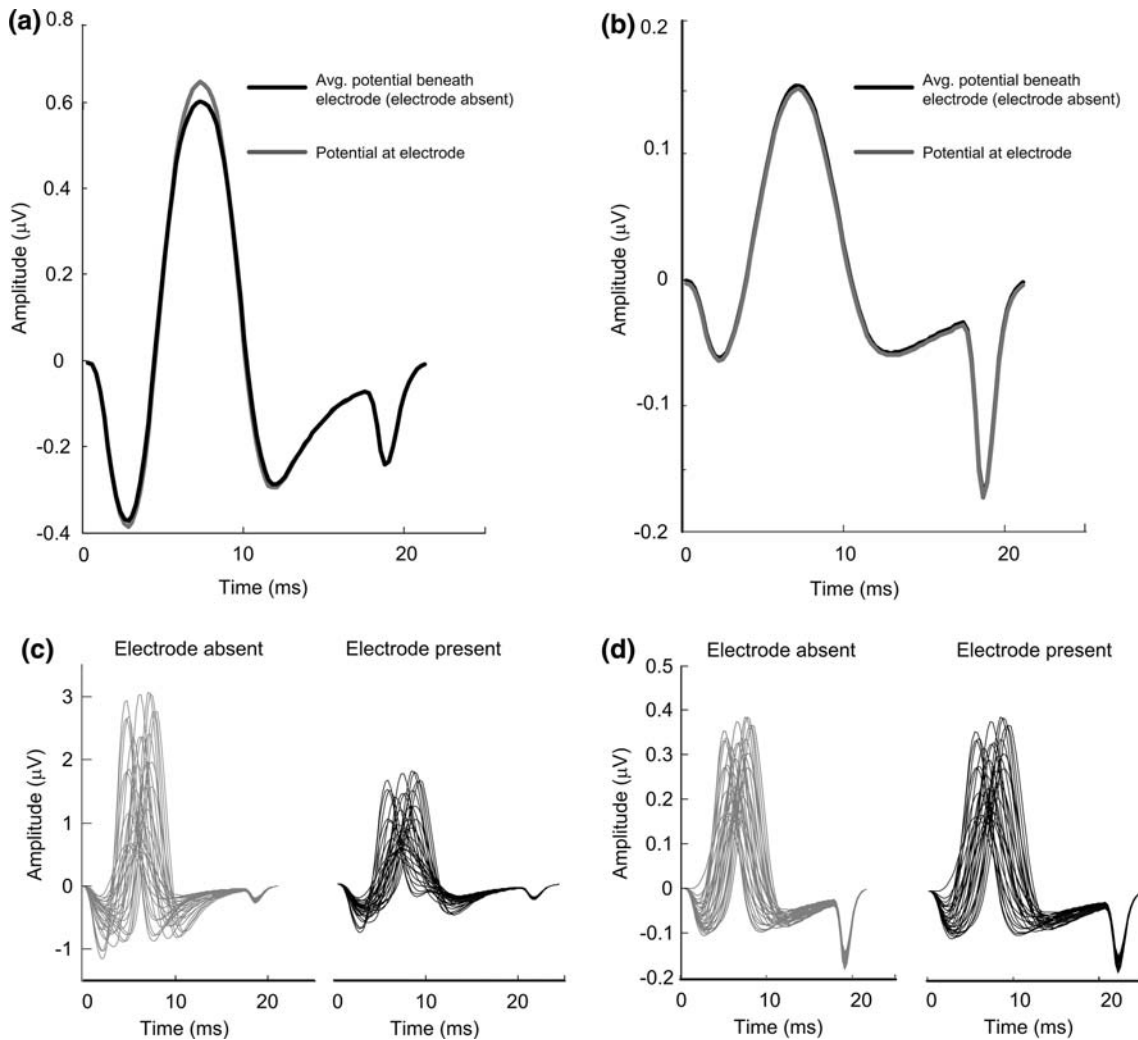 (a)
0.8
0.6
0.4
0.2
0
-0.2
-0.4
Amplitude (µV)
0 10 20
Time (ms)
Avg. potential beneath
electrode (electrode absent)
Potential at electrode
(b)
0.2
0.1
0
-0.1
-0.2
Amplitude (µV)
0 10 20
Time (ms)
Avg. potential beneath
electrode (electrode absent)
Potential at electrode
(c)
Electrode absent Electrode present
3
2
1
0
-1
Amplitude (µV)
0 10 20 0 10 20
Time (ms) Time (ms)
(d)
Electrode absent Electrode present
0.5
0.4
0.3
0.2
0.1
0
-0.1
-0.2
Amplitude (µV)
0 10 20 0 10 20
Time (ms) Time (ms)